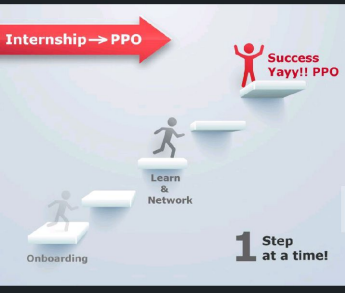 Internship→PPO
Success
Yayy!! PPO
Learn
&
Network
Onboarding
1 Step
at a time!